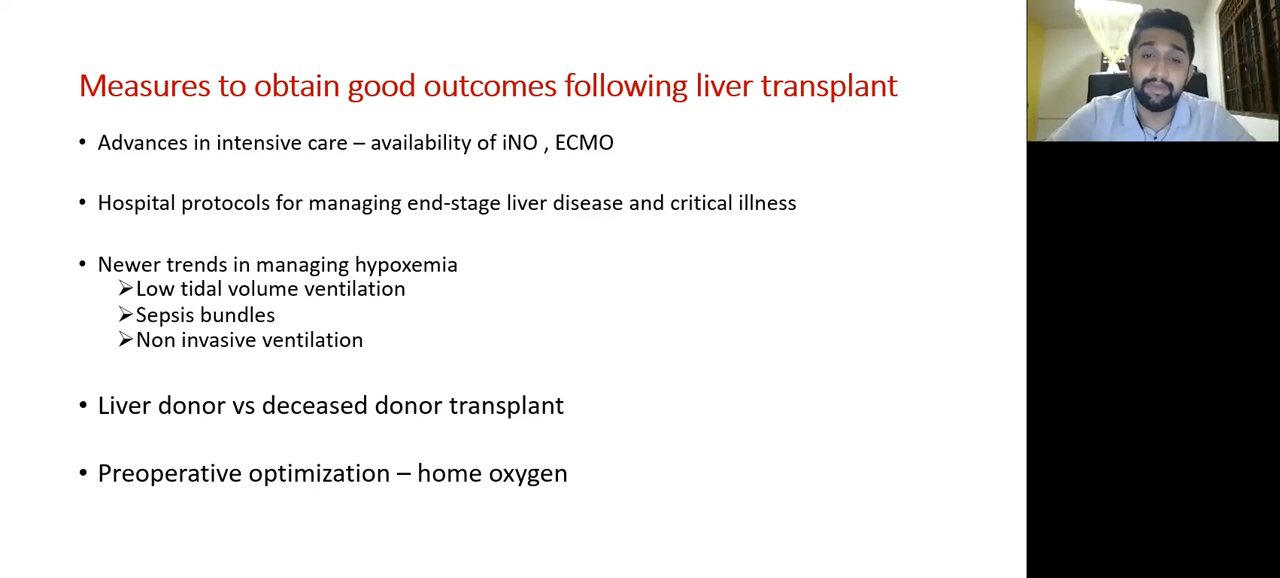 Measures to obtain good outcomes following liver transplant
• Advances in intensive care – availability of iNO , ECMO
• Hospital protocols for managing end-stage liver disease and critical illness
• Newer trends in managing hypoxemia
➢Low tidal volume ventilation
➢Sepsis bundles
➢Non invasive ventilation
• Liver donor vs deceased donor transplant
• Preoperative optimization – home oxygen